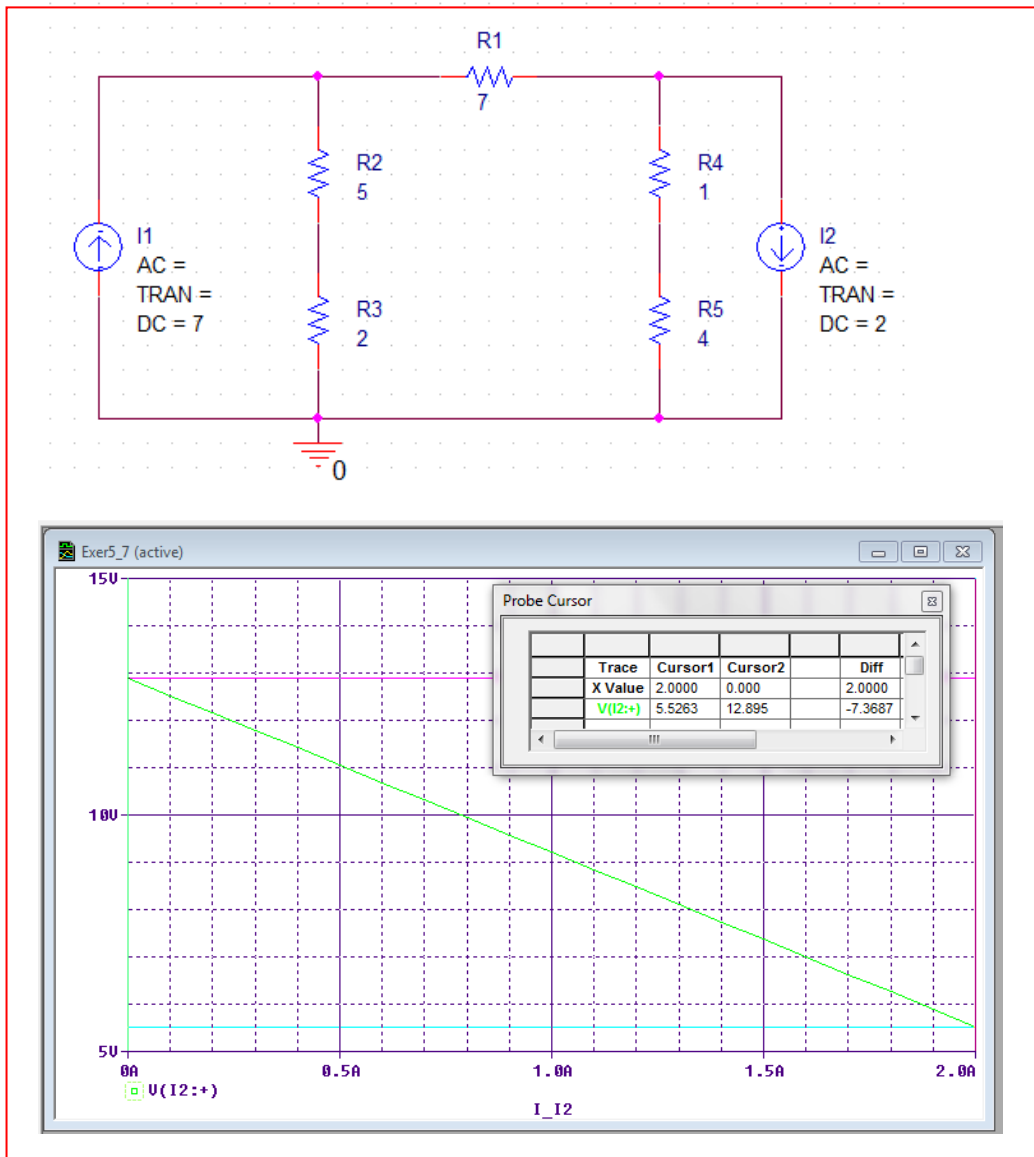 R1
7
R2
5
R4
1
I1
AC =
TRAN =
DC = 7
I2
AC =
TRAN =
DC = 2
R3
2
R5
4
0
Exer5_7 (active)
15V
Probe Cursor
Trace Cursor1 Cursor2 Diff
X Value 2.0000 0.000 2.0000
V(I2:+) 5.5263 12.895 -7.3687
10V
5V
0A 0.5A 1.0A 1.5A 2.0A
V(I2:+)
I_I2